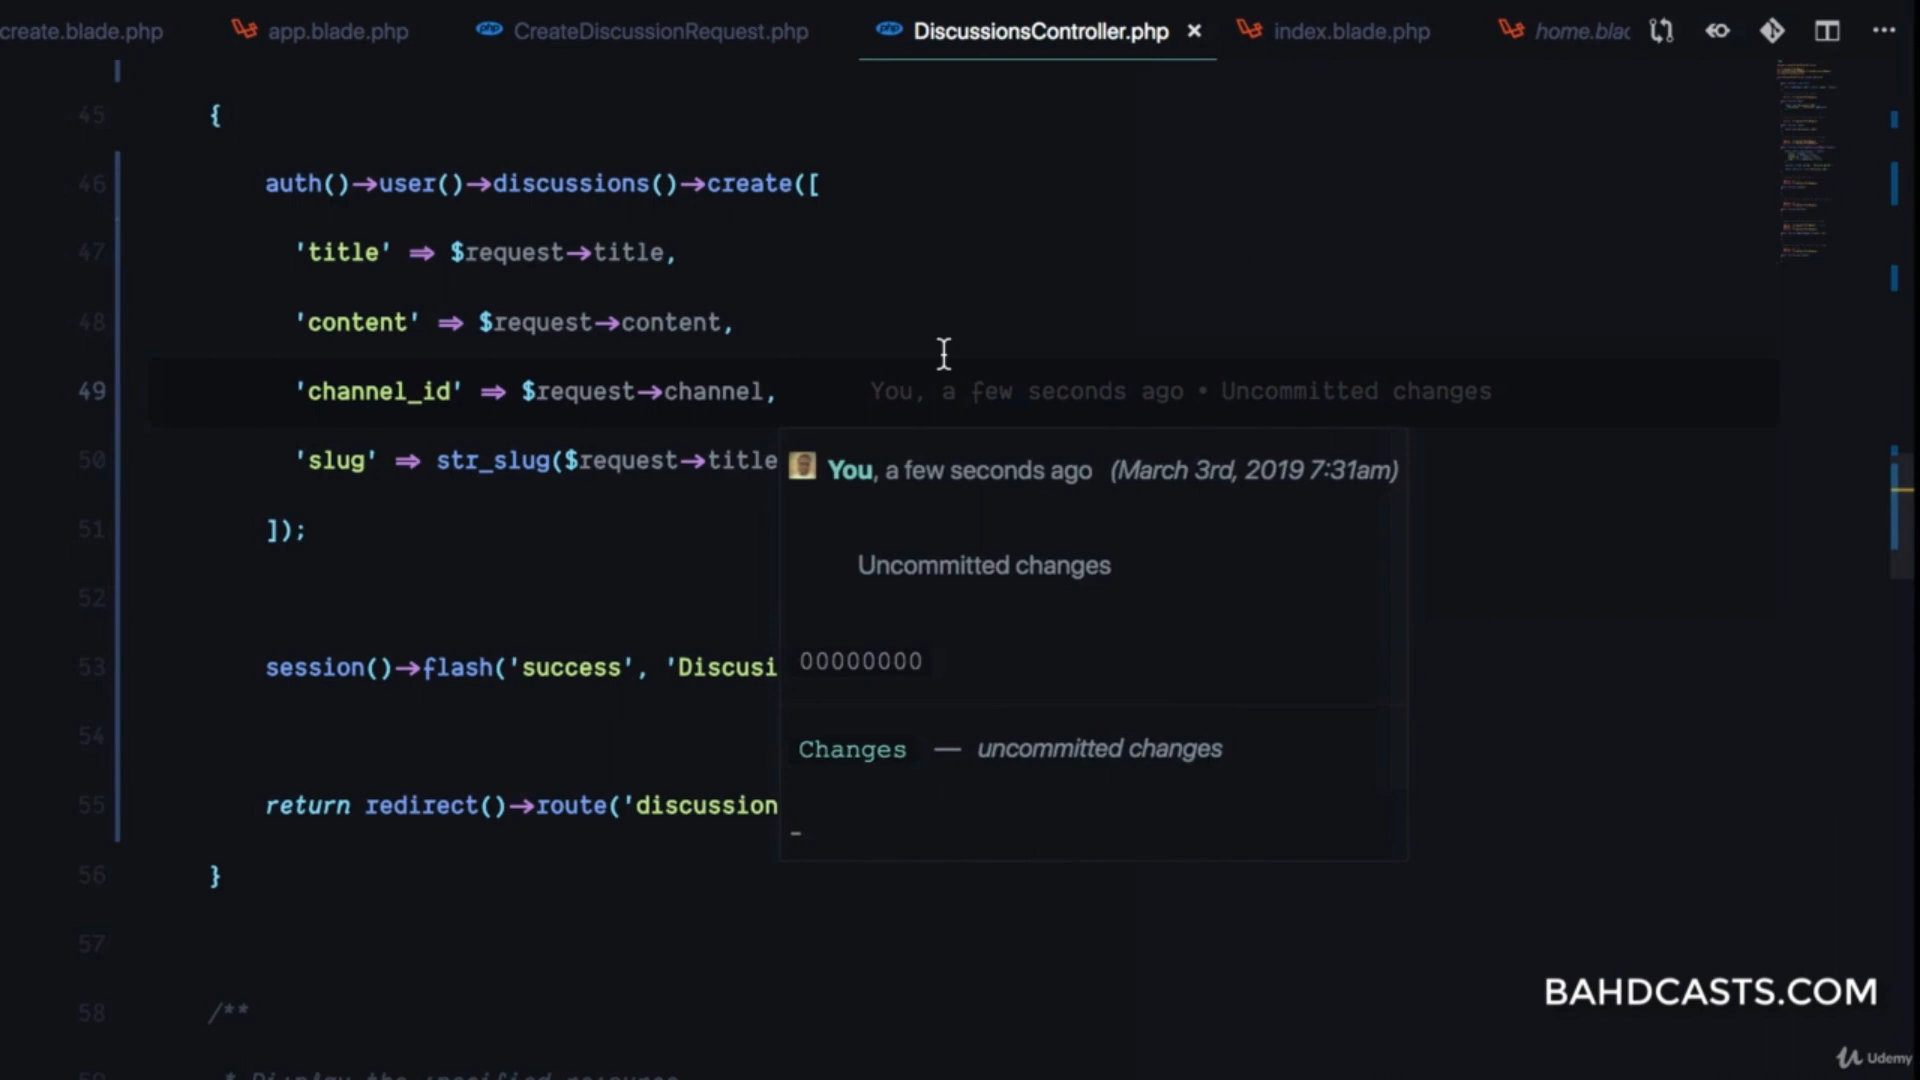 create.blade.php app.blade.php CreateDiscussionRequest.php DiscussionsController.php × index.blade.php home.blad
45 {
46 auth()->user()->discussions()->create([
47 'title' => $request->title,
48 'content' => $request->content,
49 'channel_id' => $request->channel, You, a few seconds ago • Uncommitted changes
50 'slug' => str_slug($request->title
You, a few seconds ago (March 3rd, 2019 7:31am)
51 ]);
Uncommitted changes
52
53 session()->flash('success', 'Discusi
00000000
54
Changes — uncommitted changes
55 return redirect()->route('discussion
-
56 }
57
58 /**
BAHDCASTS.COM
Udemy